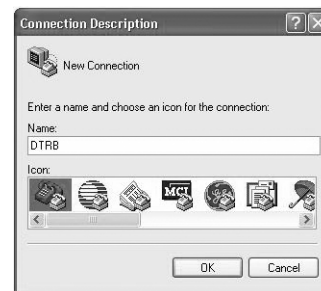 Connection Description
New Connection
Enter a name and choose an icon for the connection:
Name:
DTRB
Icon:
MCI
OK Cancel